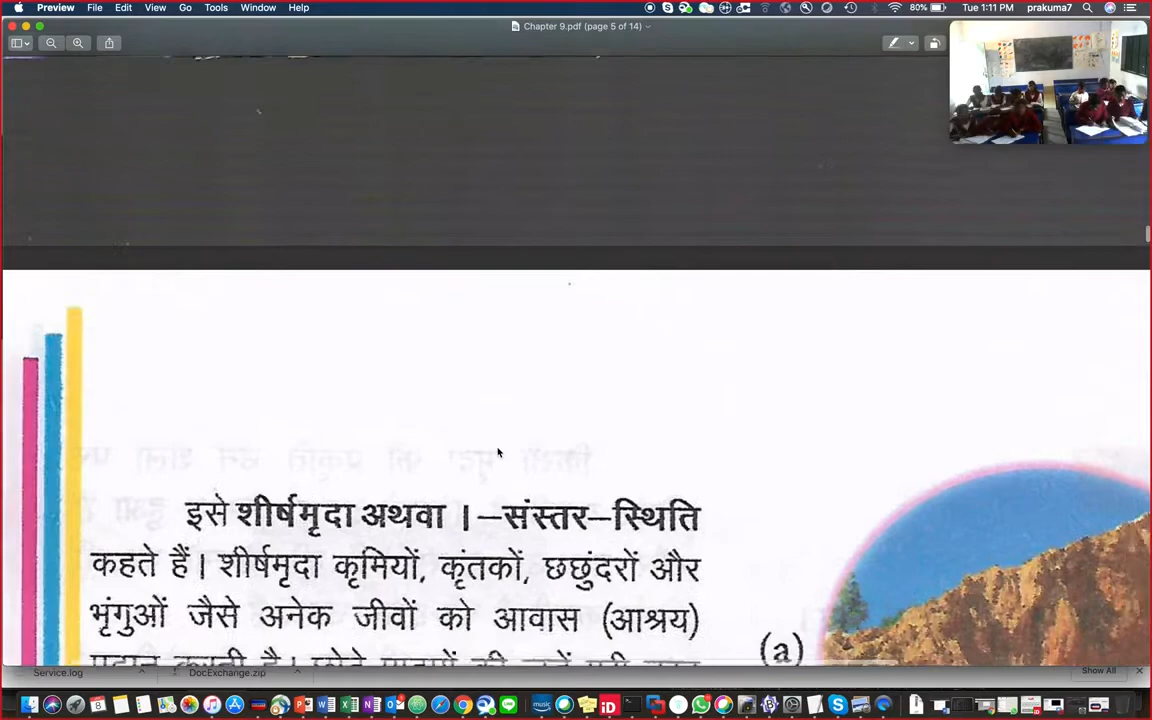 Preview File Edit View Go Tools Window Help 80% Tue 1:11 PM prakuma7
Chapter 9.pdf (page 5 of 14)
इसे शीर्षमृदा अथवा ।–संस्तर–स्थिति
कहते हैं। शीर्षमृदा कृमियों, कृंतकों, छछुंदरों और
भृंगुओं जैसे अनेक जीवों को आवास (आश्रय)
(a)
Service.log DocExchange.zip Show All